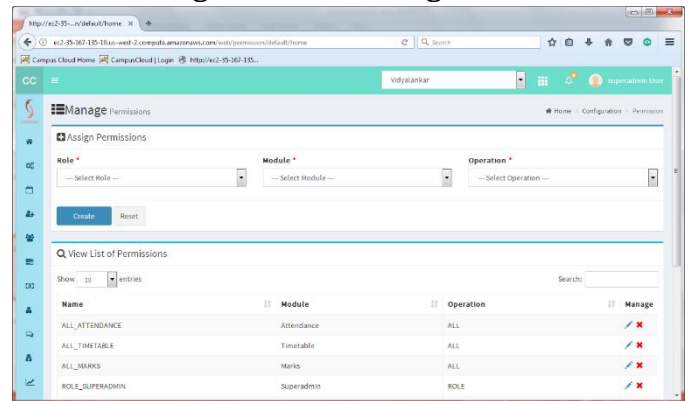 http://ec2-35-...n/default/home × +
ec2-35-167-135-18.us-west-2.compute.amazonaws.com/web/permission/default/home Search
Campus Cloud Home CampusCloud | Login http://ec2-35-167-135...
CC Vidyalankar superadmin User
Manage Permissions Home Configuration Permission
Assign Permissions
Role * Module * Operation *
--- Select Role --- --- Select Module --- --- Select Operation ---
Create Reset
View List of Permissions
Show 10 entries Search:
Name Module Operation Manage
ALL_ATTENDANCE Attendance ALL
ALL_TIMETABLE Timetable ALL
ALL_MARKS Marks ALL
ROLE_SUPERADMIN Superadmin ROLE